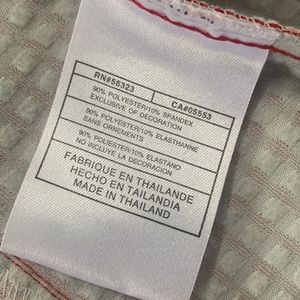 RN#56323 CA#05553
90% POLYESTER/10% SPANDEX
EXCLUSIVE OF DECORATION
90% POLYESTER/10% ELASTHANNE
SANS ORNEMENTS
90% POLIESTER/10% ELASTANO
NO INCLUYE LA DECORACION
FABRIQUE EN THAILANDE
HECHO EN TAILANDIA
MADE IN THAILAND